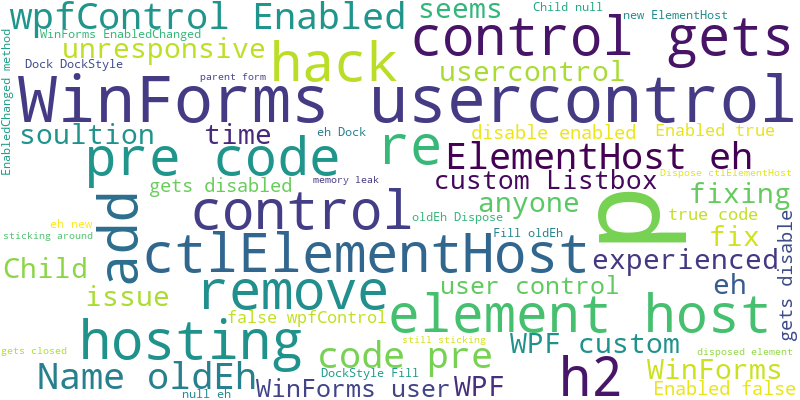 wpfControl Enabled
seems
Child null
new ElementHost
WinForms EnabledChanged
unresponsive
hack
control gets
Dock DockStyle
parent form
usercontrol
EnabledChanged method
WinForms usercontrol
soultion
time
eh Dock
re
disable enabled
Enabled true
pre code
ElementHost eh
Dispose ctlElementHost
gets disabled
memory leak
custom Listbox
p
fixing
add
control
oldEh Dispose
anyone
true code
eh new
sticking around
ctlElementHost
Fill oldEh
fix
gets disable
Child
experienced
issue
remove
user control
eh
false wpfControl
element host
gets closed
hosting
code pre
still sticking
WPF custom
disposed element
Name oldEh
DockStyle Fill
h2
WinForms
null eh
WinForms user
WPF
Enabled false